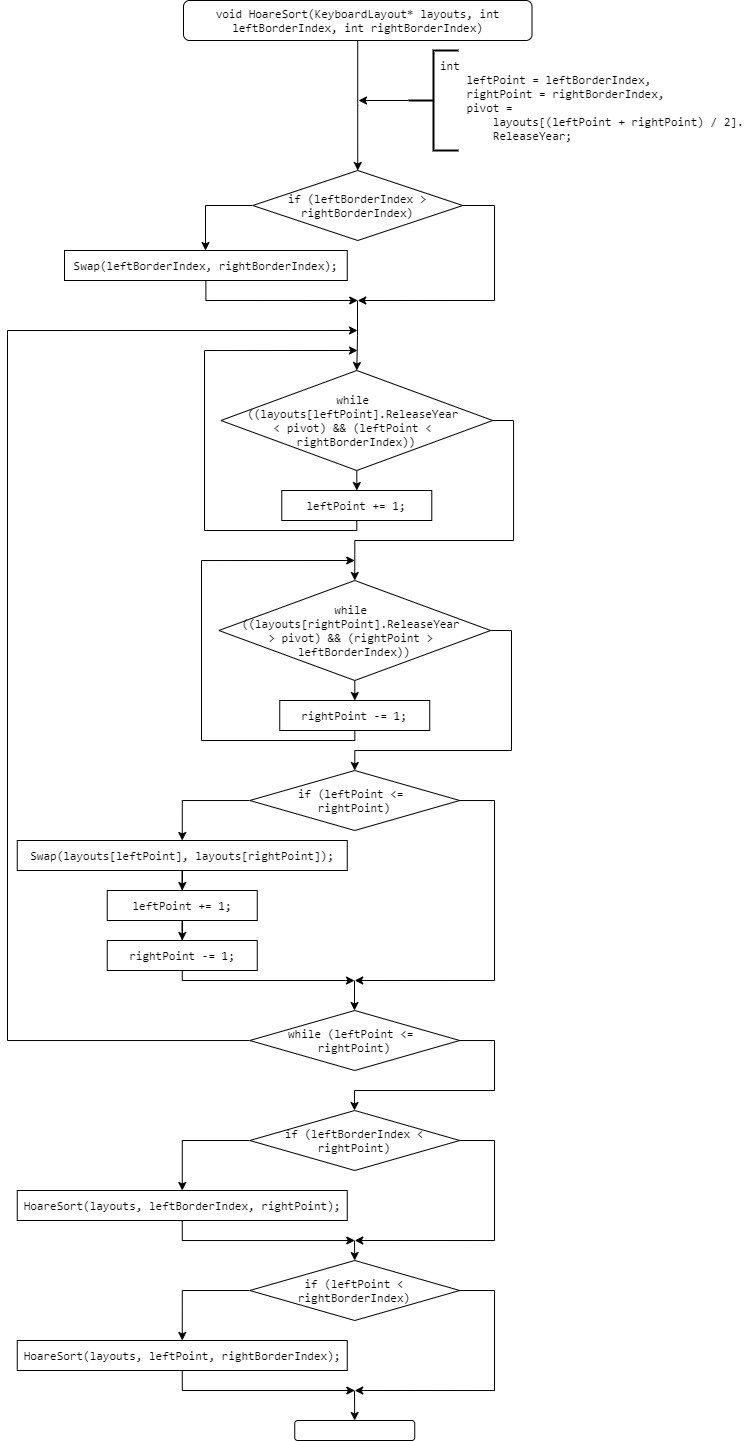 void HoareSort(KeyboardLayout* layouts, int
leftBorderIndex, int rightBorderIndex)
int
leftPoint = leftBorderIndex,
rightPoint = rightBorderIndex,
pivot =
layouts[(leftPoint + rightPoint) / 2].
ReleaseYear;
if (leftBorderIndex >
rightBorderIndex)
Swap(leftBorderIndex, rightBorderIndex);
while
((layouts[leftPoint].ReleaseYear
< pivot) && (leftPoint <
rightBorderIndex))
leftPoint += 1;
while
((layouts[rightPoint].ReleaseYear
> pivot) && (rightPoint >
leftBorderIndex))
rightPoint -= 1;
if (leftPoint <=
rightPoint)
Swap(layouts[leftPoint], layouts[rightPoint]);
leftPoint += 1;
rightPoint -= 1;
while (leftPoint <=
rightPoint)
if (leftBorderIndex <
rightPoint)
HoareSort(layouts, leftBorderIndex, rightPoint);
if (leftPoint <
rightBorderIndex)
HoareSort(layouts, leftPoint, rightBorderIndex);